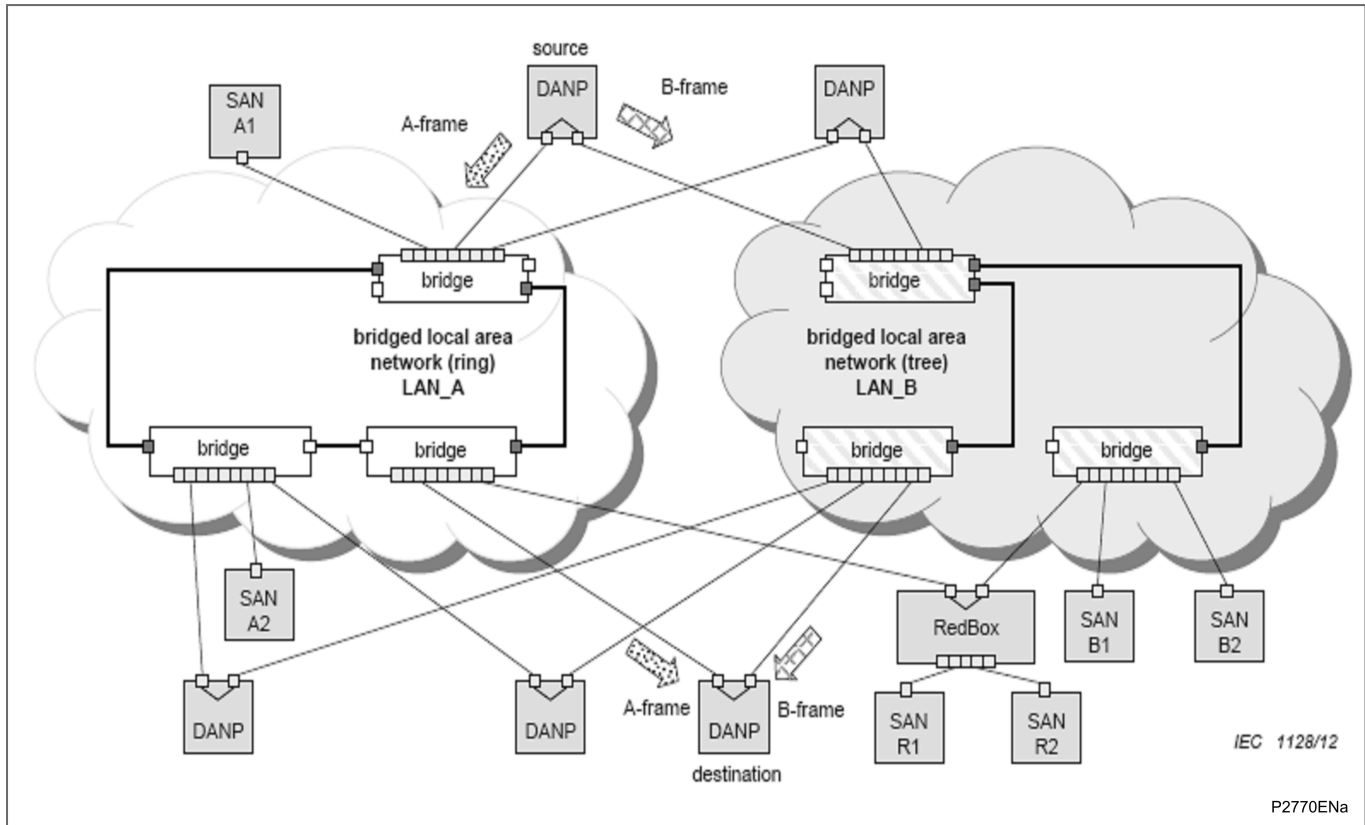 source
DANP
B-frame
DANP
SAN
A1
A-frame
bridge
bridge
bridged local area
network (ring)
LAN_A
bridged local area
network (tree)
LAN_B
bridge
bridge
bridge
bridge
SAN
A2
RedBox
SAN
B1
SAN
B2
DANP
DANP
A-frame
DANP
B-frame
destination
SAN
R1
SAN
R2
IEC 1128/12
P2770ENa